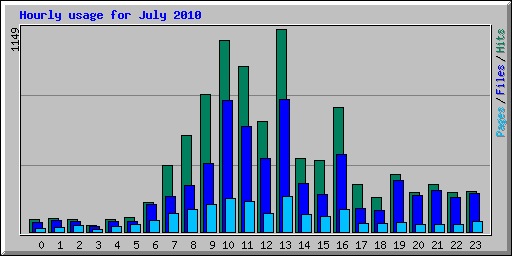 Hourly usage for July 2010
1149
Pages / Files / Hits
0 1 2 3 4 5 6 7 8 9 10 11 12 13 14 15 16 17 18 19 20 21 22 23